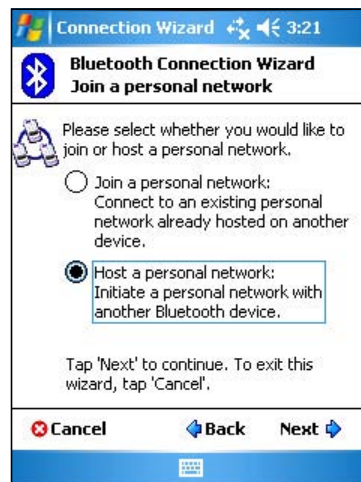 Connection Wizard 3:21
Bluetooth Connection Wizard
Join a personal network
Please select whether you would like to
join or host a personal network.
Join a personal network:
Connect to an existing personal
network already hosted on another
device.
Host a personal network:
Initiate a personal network with
another Bluetooth device.
Tap 'Next' to continue. To exit this
wizard, tap 'Cancel'.
Cancel Back Next